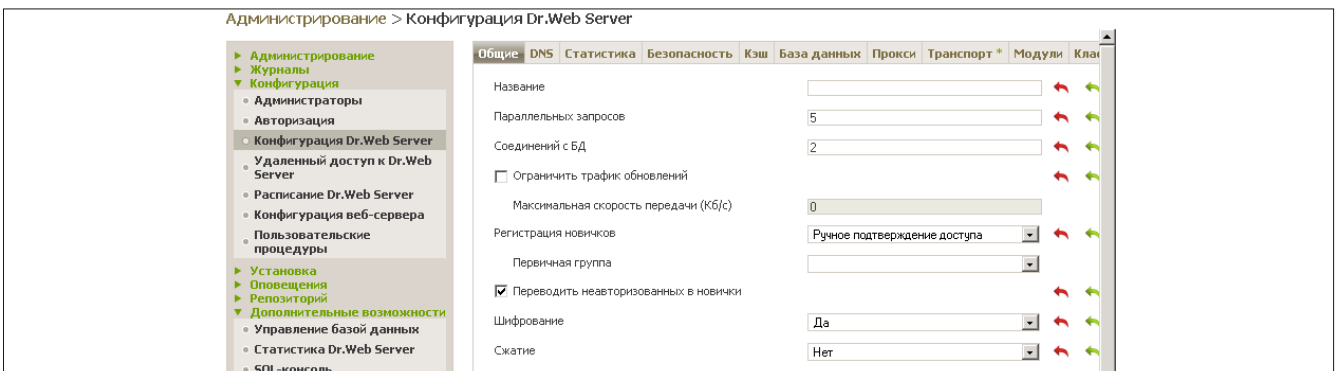 Администрирование > Конфигурация Dr.Web Server
Администрирование
Журналы
Конфигурация
Администраторы
Авторизация
Конфигурация Dr.Web Server
Удаленный доступ к Dr.Web
Server
Расписание Dr.Web Server
Конфигурация веб-сервера
Пользовательские
процедуры
Установка
Оповещения
Репозиторий
Дополнительные возможности
Управление базой данных
Статистика Dr.Web Server
SQL-консоль
Общие DNS Статистика Безопасность Кэш База данных Прокси Транспорт * Модули
Название
Параллельных запросов 5
Соединений с БД 2
Ограничить трафик обновлений
Максимальная скорость передачи (Кб/с) 0
Регистрация новичков Ручное подтверждение доступа
Первичная группа
Переводить неавторизованных в новички
Шифрование Да
Сжатие Нет